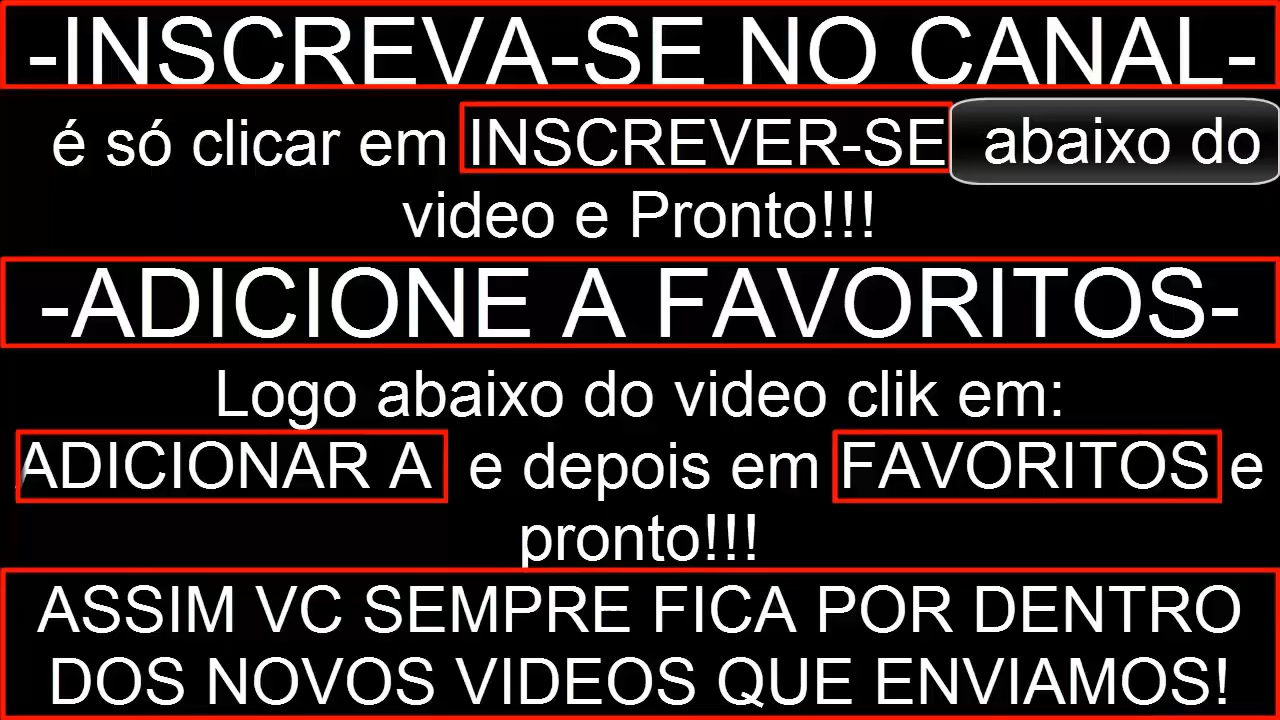 -INSCREVA-SE NO CANAL-
é só clicar em INSCREVER-SE abaixo do
video e Pronto!!!
-ADICIONE A FAVORITOS-
Logo abaixo do video clik em:
ADICIONAR A e depois em FAVORITOS e
pronto!!!
ASSIM VC SEMPRE FICA POR DENTRO
DOS NOVOS VIDEOS QUE ENVIAMOS!